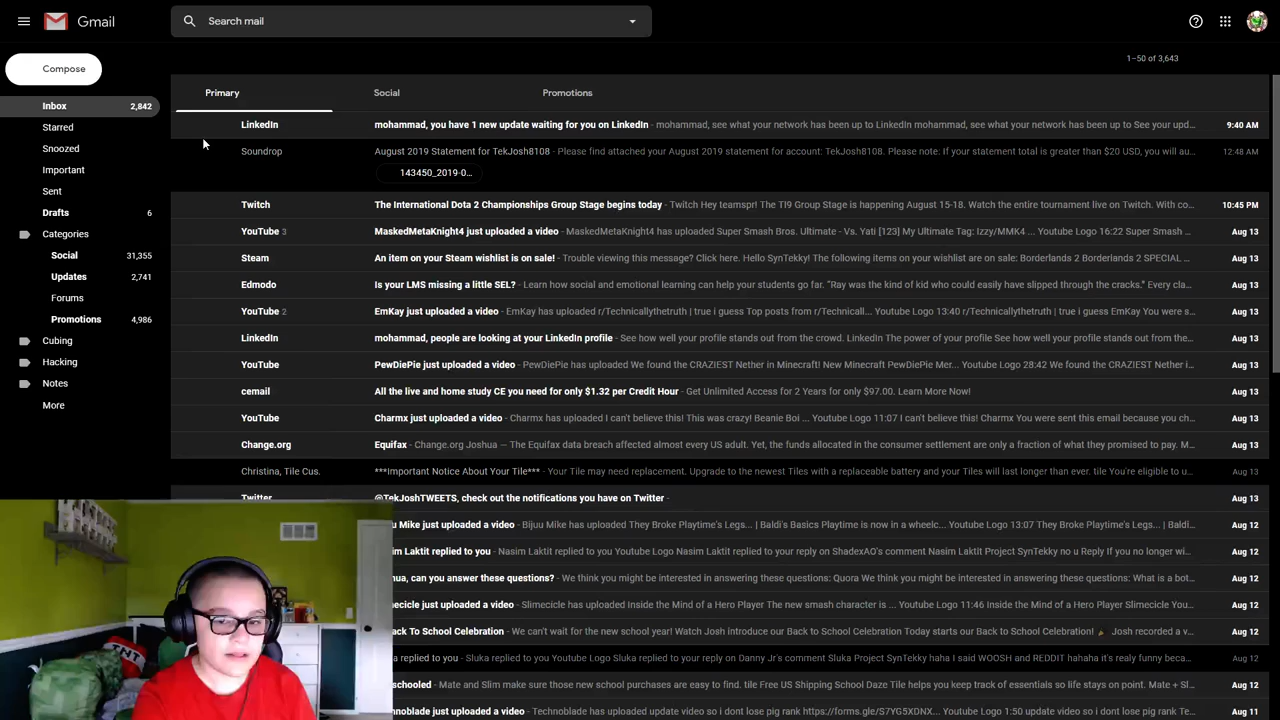 Gmail
Search mail
Compose
1–50 of 3,643
Inbox 2,842
Starred
Snoozed
Important
Sent
Drafts 6
Categories
Social 31,355
Updates 2,741
Forums
Promotions 4,986
Cubing
Hacking
Notes
More
Primary Social Promotions
LinkedIn mohammad, you have 1 new update waiting for you on LinkedIn - mohammad, see what your network has been up to LinkedIn mohammad, see what your network has been up to See your upd... 9:40 AM
Soundrop August 2019 Statement for TekJosh8108 - Please find attached your August 2019 statement for account: TekJosh8108. Please note: If your statement total is greater than $20 USD, you will au... 12:48 AM
143450_2019-0...
Twitch The International Dota 2 Championships Group Stage begins today - Twitch Hey teamspr! The TI9 Group Stage is happening August 15-18. Watch the entire tournament live on Twitch. With co... 10:45 PM
YouTube 3 MaskedMetaKnight4 just uploaded a video - MaskedMetaKnight4 has uploaded Super Smash Bros. Ultimate - Vs. Yati [123] My Ultimate Tag: Izzy/MMK4 ... Youtube Logo 16:22 Super Smash ... Aug 13
Steam An item on your Steam wishlist is on sale! - Trouble viewing this message? Click here. Hello SynTekky! The following items on your wishlist are on sale: Borderlands 2 Borderlands 2 SPECIAL ... Aug 13
Edmodo Is your LMS missing a little SEL? - Learn how social and emotional learning can help your students go far. “Ray was the kind of kid who could easily have slipped through the cracks.” Every cla... Aug 13
YouTube 2 EmKay just uploaded a video - EmKay has uploaded r/Technicallythetruth | true i guess Top posts from r/Technicall... Youtube Logo 13:40 r/Technicallythetruth | true i guess EmKay You were s... Aug 13
LinkedIn mohammad, people are looking at your LinkedIn profile - See how well your profile stands out from the crowd. LinkedIn The power of your profile See how well your profile stands out from the... Aug 13
YouTube PewDiePie just uploaded a video - PewDiePie has uploaded We found the CRAZIEST Nether in Minecraft! New Minecraft PewDiePie Mer... Youtube Logo 28:42 We found the CRAZIEST Nether in ... Aug 13
cemail All the live and home study CE you need for only $1.32 per Credit Hour - Get Unlimited Access for 2 Years for only $97.00. Learn More Now! Aug 13
YouTube Charmx just uploaded a video - Charmx has uploaded I can't believe this! This was crazy! Beanie Boi ... Youtube Logo 11:07 I can't believe this! Charmx You were sent this email because you ch... Aug 13
Change.org Equifax - Change.org Joshua — The Equifax data breach affected almost every US adult. Yet, the funds allocated in the consumer settlement are only a fraction of what they promised to pay. M... Aug 13
Christina, Tile Cus. ***Important Notice About Your Tile*** - Your Tile may need replacement. Upgrade to the newest Tiles with a replaceable battery and your Tiles will last longer than ever. tile You're eligible to u... Aug 13
Twitter @TekJoshTWEETS, check out the notifications you have on Twitter - Aug 13
Mike just uploaded a video - Bijuu Mike has uploaded They Broke Playtime's Legs... | Baldi's Basics Playtime is now in a wheelc... Youtube Logo 13:07 They Broke Playtime's Legs... | Baldi's ... Aug 12
Laktit replied to you - Nasim Laktit replied to you Youtube Logo Nasim Laktit replied to your reply on ShadexAO's comment Nasim Laktit Project SynTekky no u Reply If you no longer wi... Aug 12
can you answer these questions? - We think you might be interested in answering these questions: Quora We think you might be interested in answering these questions: What is a bot... Aug 12
just uploaded a video - Slimecicle has uploaded Inside the Mind of a Hero Player The new smash character is ... Youtube Logo 11:46 Inside the Mind of a Hero Player Slimecicle You ... Aug 12
To School Celebration - We can't wait for the new school year! Watch Josh introduce our Back to School Celebration Today starts our Back to School Celebration! Josh recorded a v... Aug 12
replied to you - Sluka replied to you Youtube Logo Sluka replied to your reply on Danny Jr's comment Sluka Project SynTekky haha I said WOOSH and REDDIT hahaha it's really funny beca... Aug 12
schooled - Mate and Slim make sure those new school purchases are easy to find. tile Free US Shipping School Daze Tile helps you keep track of essentials so life stays on point. Mate + Sl... Aug 12
just uploaded a video - Technoblade has uploaded update video so i dont lose pig rank https://forms.gle/S7YG5XDNX... Youtube Logo 1:50 update video so i dont lose pig rank Te... Aug 11
TNT